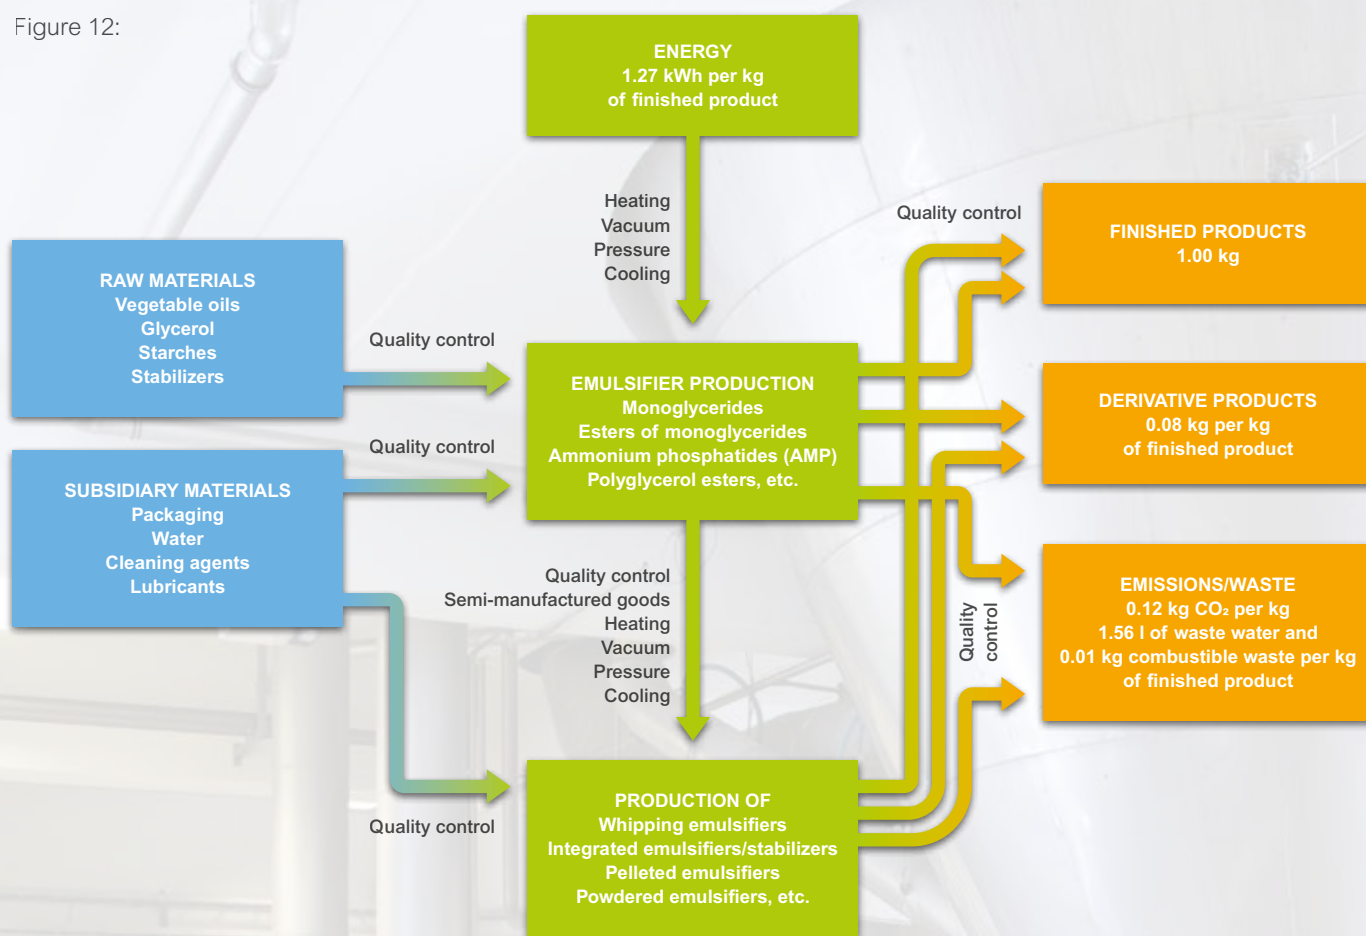 Figure 12:
ENERGY
1.27 kWh per kg
of finished product
Heating
Vacuum
Pressure
Cooling
Quality control
FINISHED PRODUCTS
1.00 kg
RAW MATERIALS
Vegetable oils
Glycerol
Starches
Stabilizers
Quality control
EMULSIFIER PRODUCTION
Monoglycerides
Esters of monoglycerides
Ammonium phosphatides (AMP)
Polyglycerol esters, etc.
DERIVATIVE PRODUCTS
0.08 kg per kg
of finished product
Quality control
SUBSIDIARY MATERIALS
Packaging
Water
Cleaning agents
Lubricants
Quality control
Semi-manufactured goods
Heating
Vacuum
Pressure
Cooling
Quality
control
EMISSIONS/WASTE
0.12 kg CO₂ per kg
1.56 l of waste water and
0.01 kg combustible waste per kg
of finished product
Quality control
PRODUCTION OF
Whipping emulsifiers
Integrated emulsifiers/stabilizers
Pelleted emulsifiers
Powdered emulsifiers, etc.